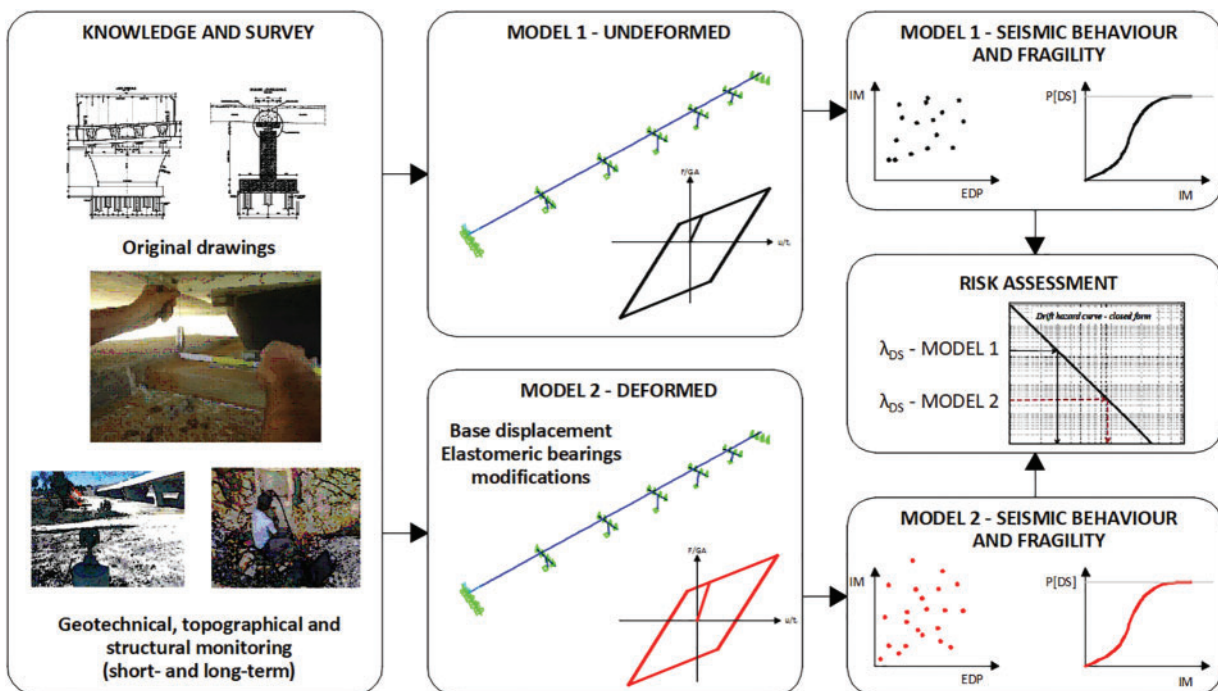 KNOWLEDGE AND SURVEY
Original drawings
Geotechnical, topographical and
structural monitoring
(short- and long-term)
MODEL 1 - UNDEFORMED
F/GA
u/tᵣ
MODEL 2 - DEFORMED
Base displacement
Elastomeric bearings
modifications
F/GA
MODEL 1 - SEISMIC BEHAVIOUR
AND FRAGILITY
IM
EDP
P[DS]
IM
RISK ASSESSMENT
Drift hazard curve - closed form
λDS - MODEL 1
λDS - MODEL 2
MODEL 2 - SEISMIC BEHAVIOUR
AND FRAGILITY
IM
EDP
P[DS]
IM